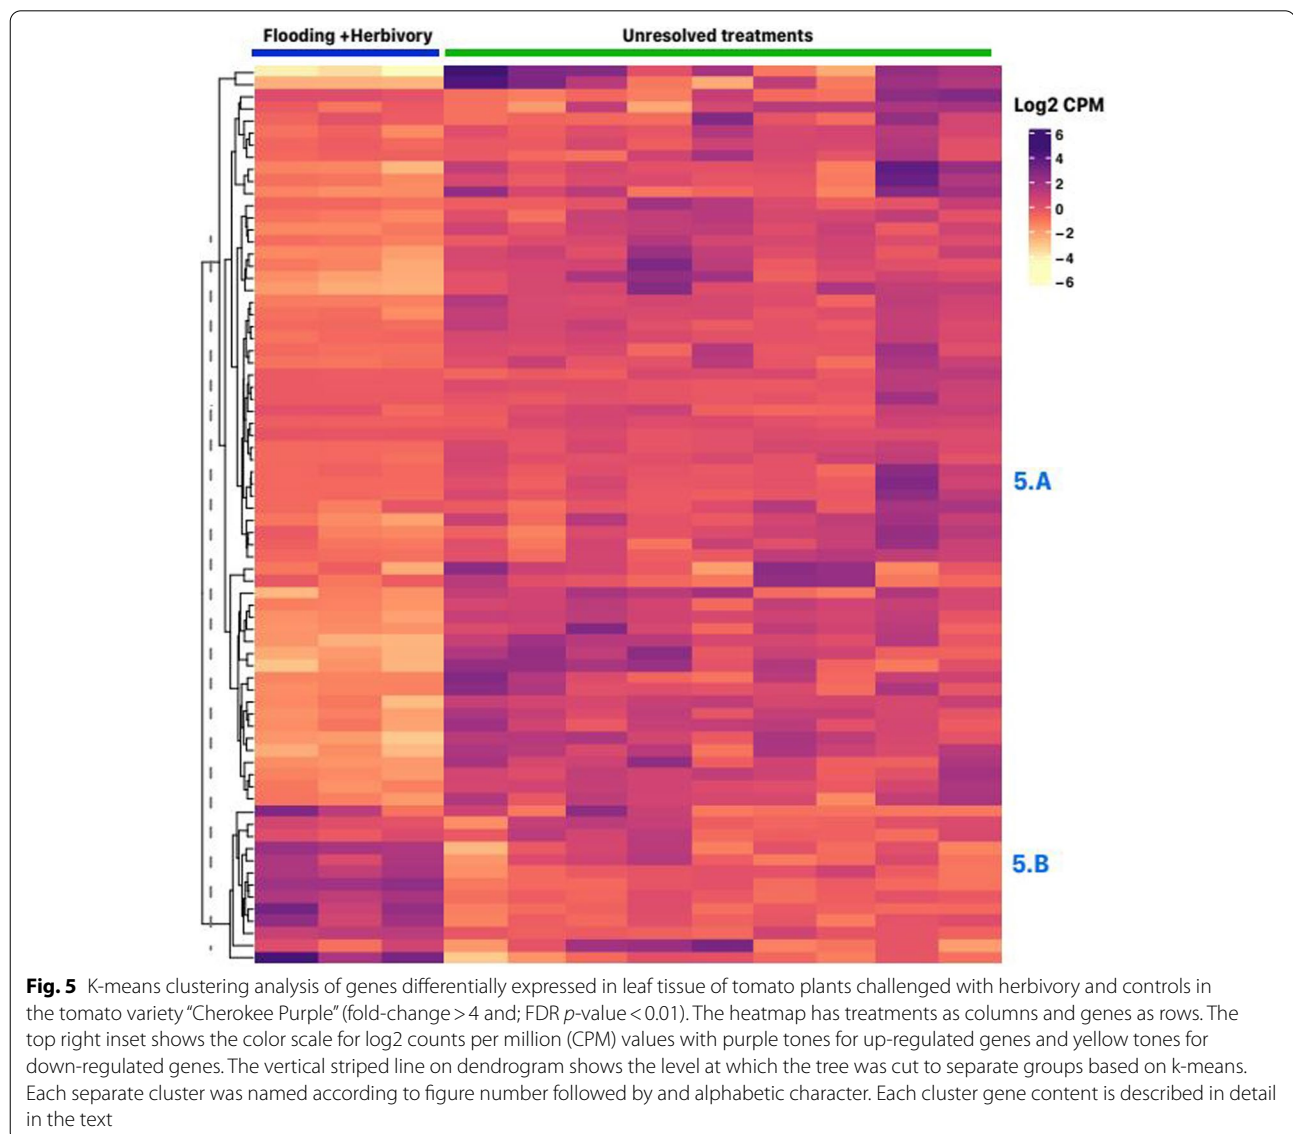 Flooding +Herbivory Unresolved treatments
Log2 CPM
6
4
2
0
−2
−4
−6
5.A
5.B
Fig. 5 K-means clustering analysis of genes differentially expressed in leaf tissue of tomato plants challenged with herbivory and controls in
the tomato variety “Cherokee Purple” (fold-change > 4 and; FDR p-value < 0.01). The heatmap has treatments as columns and genes as rows. The
top right inset shows the color scale for log2 counts per million (CPM) values with purple tones for up-regulated genes and yellow tones for
down-regulated genes. The vertical striped line on dendrogram shows the level at which the tree was cut to separate groups based on k-means.
Each separate cluster was named according to figure number followed by and alphabetic character. Each cluster gene content is described in detail
in the text